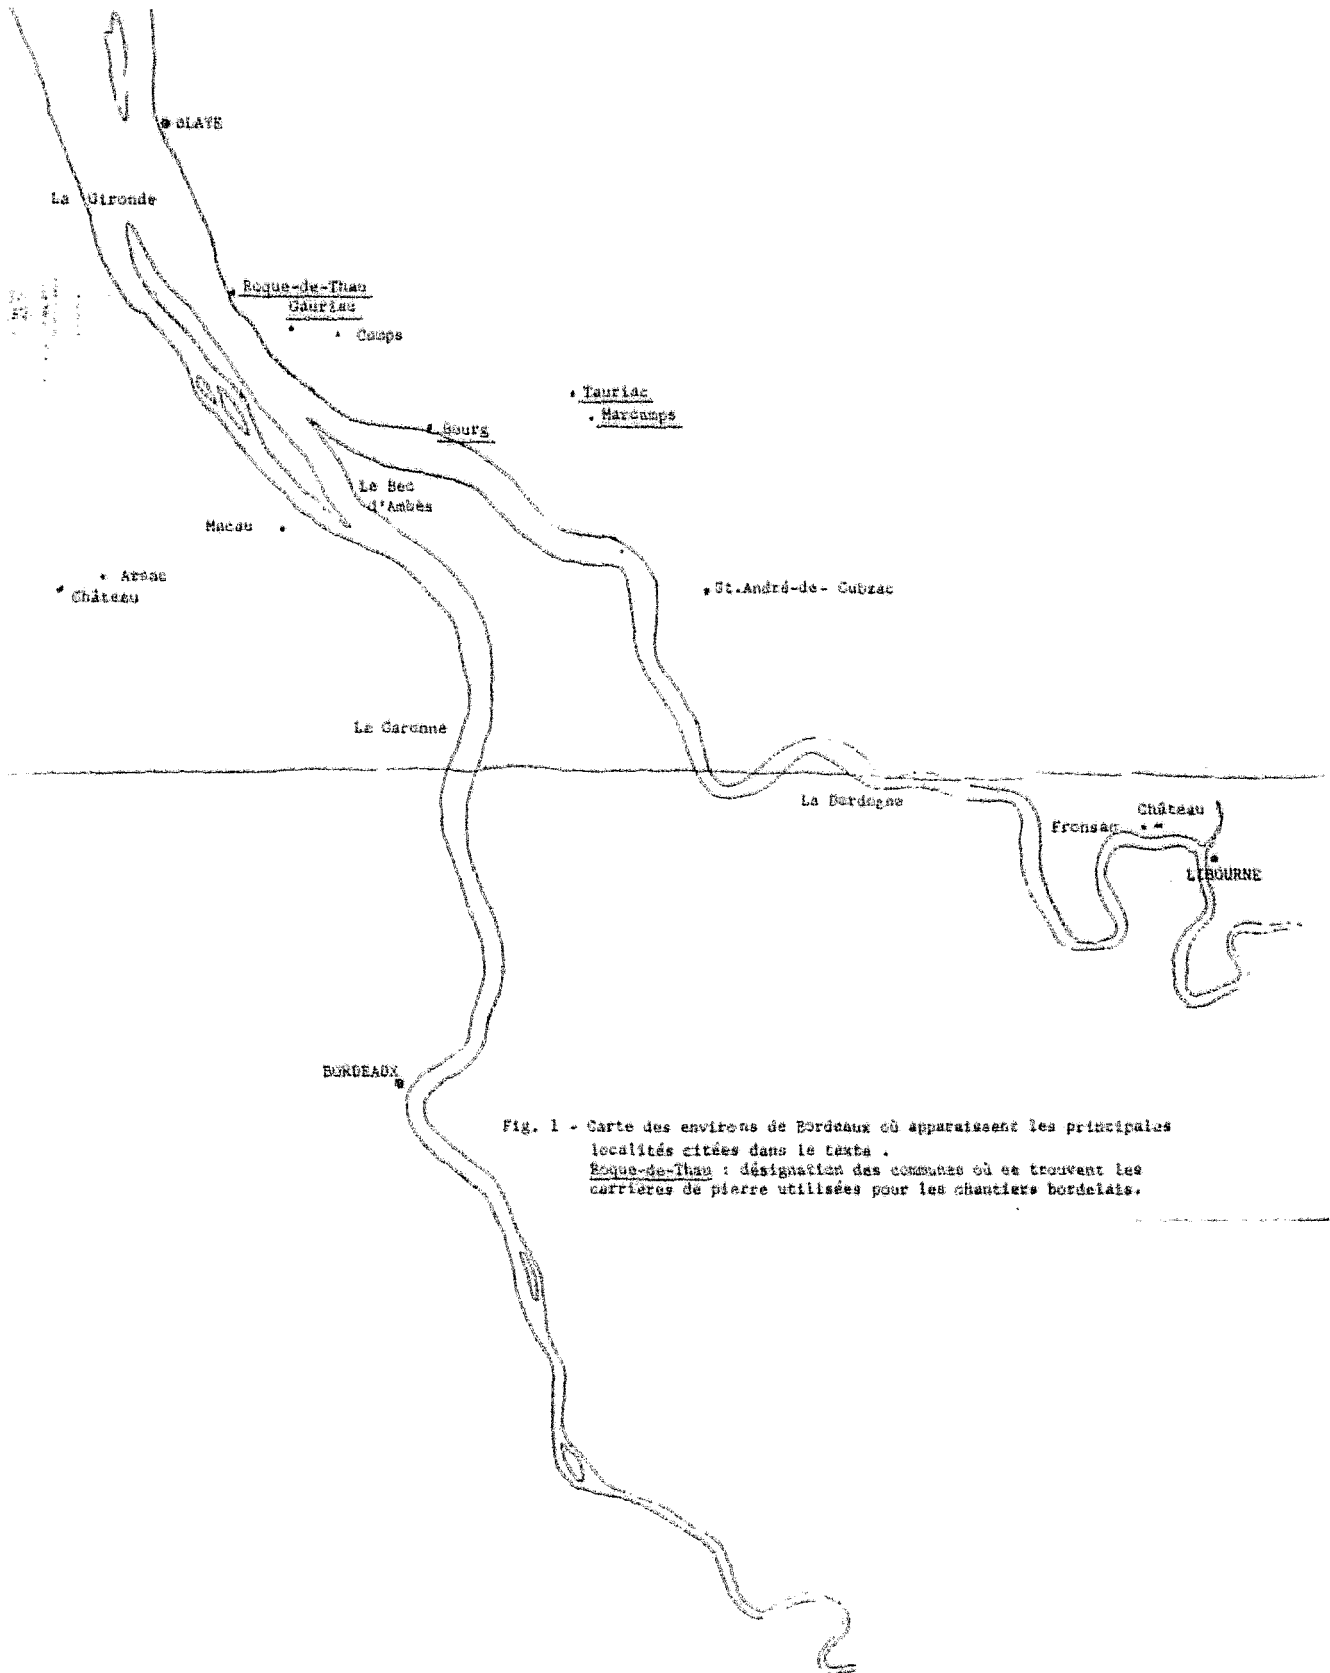 BLAYE
La Gironde
Roque-de-Thau
Gauriac
Comps
Tauriac
Marcamps
Bourg
Le Bec
d'Ambès
Macau
Arsac
Château
St.André-de- Cubzac
La Garonne
La Dordogne
Château
Fronsac
LIBOURNE
BORDEAUX
Fig. 1 - Carte des environs de Bordeaux où apparaissent les principales
localités citées dans le texte .
Roque-de-Thau : désignation des communes où se trouvent les
carrières de pierre utilisées pour les chantiers bordelais.